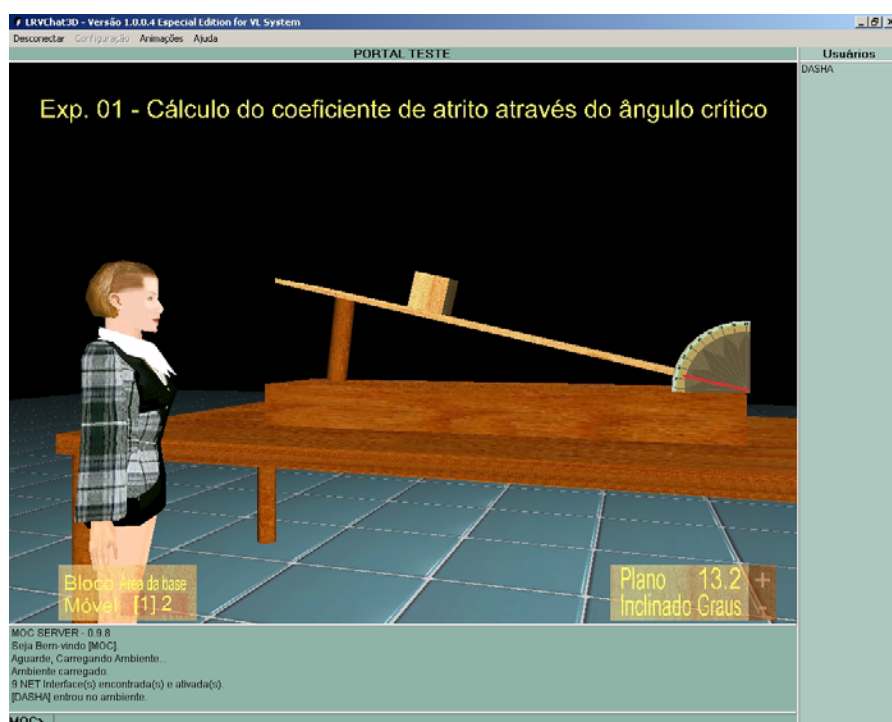 LRVChat3D - Versão 1.0.0.4 Especial Edition for VL System
Desconectar Configuração Animações Ajuda
PORTAL TESTE
Usuários
DASHA
Exp. 01 - Cálculo do coeficiente de atrito através do ângulo crítico
Bloco Área da base
Móvel [1] 2
Plano 13.2 +
Inclinado Graus -
MOC SERVER - 0.9.8
Seja Bem-vindo [MOC].
Aguarde, Carregando Ambiente...
Ambiente carregado.
9 NET Interface(s) encontrada(s) e ativada(s).
[DASHA] entrou no ambiente.
MOC>